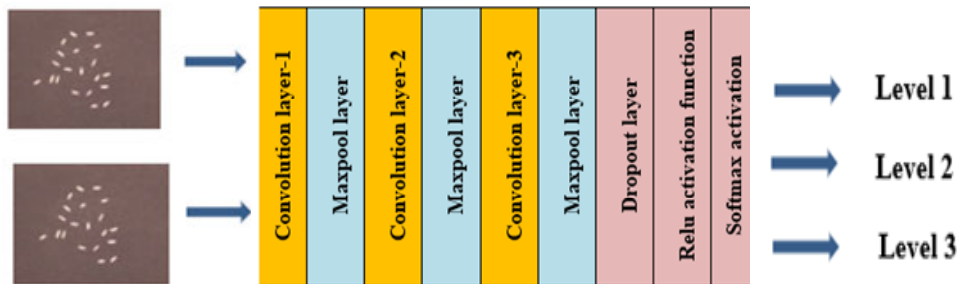 Convolution layer-1
Maxpool layer
Convolution layer-2
Maxpool layer
Convolution layer-3
Maxpool layer
Dropout layer
Relu activation function
Softmax activation
Level 1
Level 2
Level 3